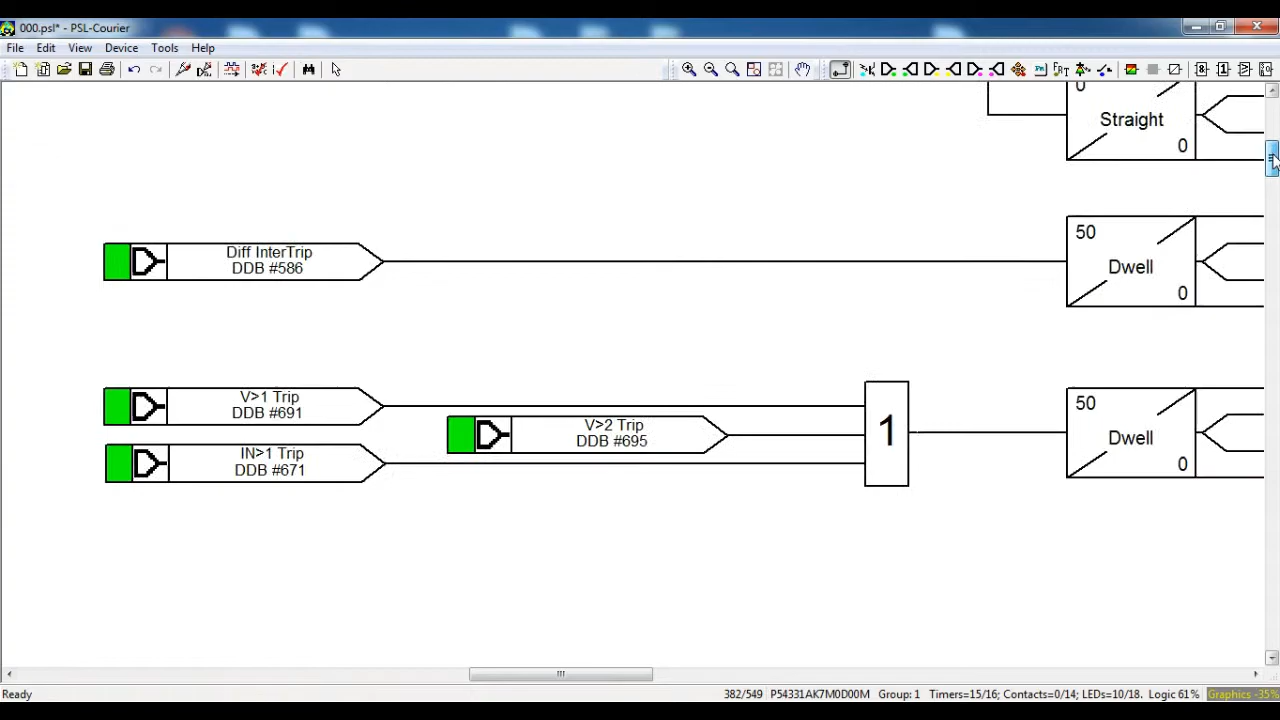 000.psl* - PSL-Courier
File Edit View Device Tools Help
0
Straight
0
Diff InterTrip
DDB #586
50
Dwell
0
V>1 Trip
DDB #691
V>2 Trip
DDB #695
IN>1 Trip
DDB #671
1
50
Dwell
0
Ready 382/549 P54331AK7M0D00M Group: 1 Timers=15/16; Contacts=0/14; LEDs=10/18. Logic 61% Graphics -35%